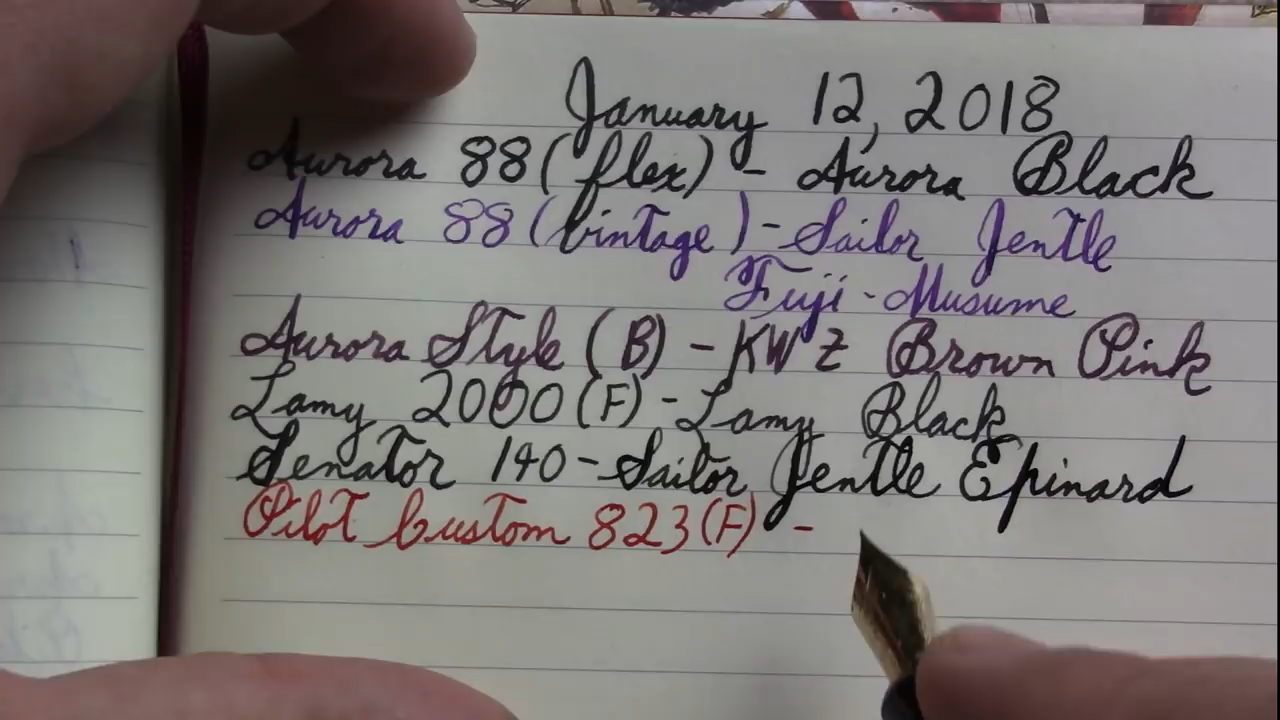 January 12, 2018
Aurora 88 (flex) - Aurora Black
Aurora 88 (vintage) - Sailor Jentle
Fuji - Musume
Aurora Style (B) - KWZ Brown Pink
Lamy 2000 (F) - Lamy Black
Senator 140 - Sailor Jentle Epinard
Pilot Custom 823 (F) -